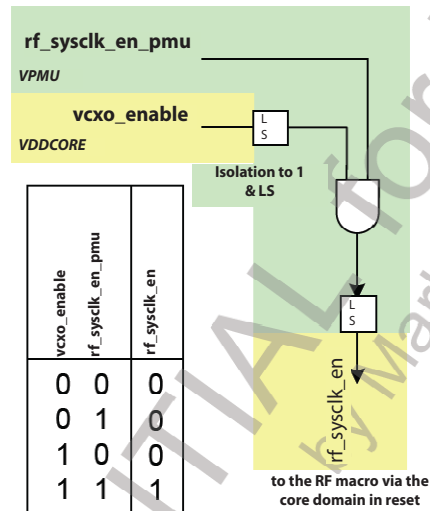 rf_sysclk_en_pmu
VPMU
vcxo_enable
VDDCORE
L
S
Isolation to 1
& LS
L
S
rf_sysclk_en
to the RF macro via the
core domain in reset
vcxo_enable rf_sysclk_en_pmu rf_sysclk_en
0 0 0
0 1 0
1 0 0
1 1 1